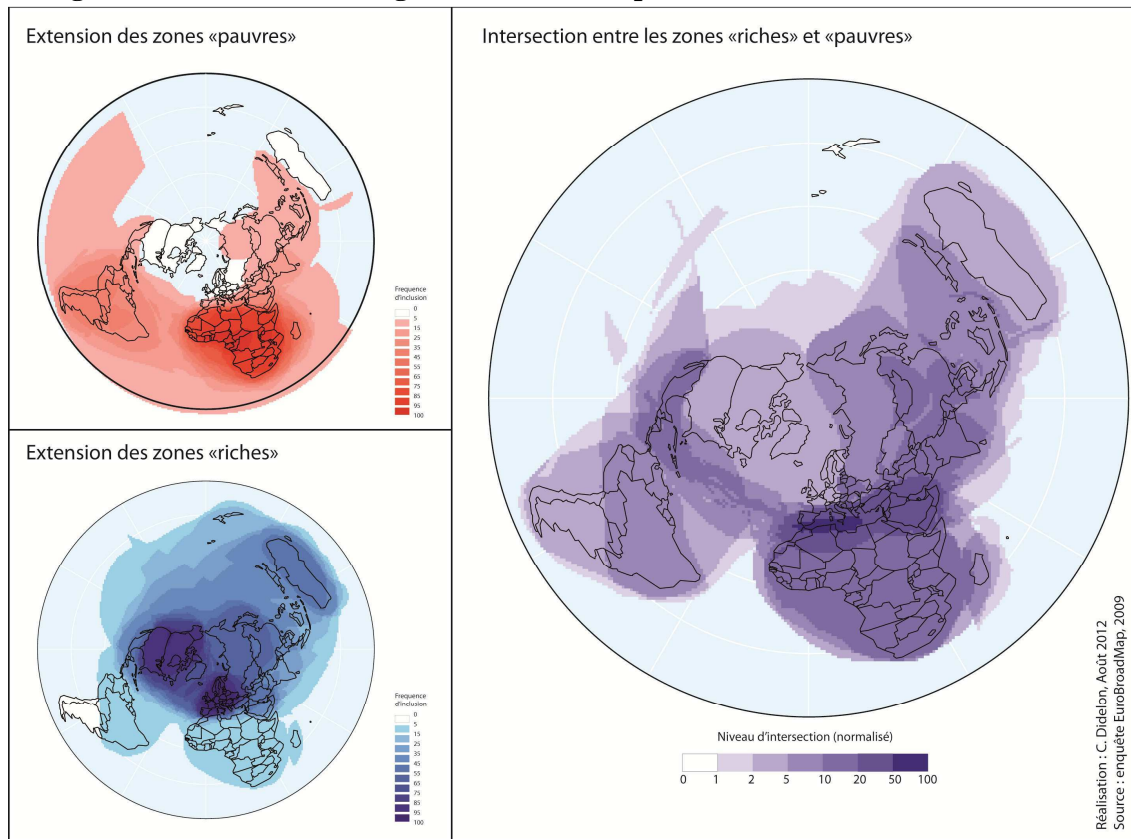 Extension des zones «pauvres»
Frequence
d'inclusion
0
5
15
25
35
45
55
65
75
85
95
100
Extension des zones «riches»
Frequence
d'inclusion
0
5
15
25
35
45
55
65
75
85
95
100
Intersection entre les zones «riches» et «pauvres»
Niveau d'intersection (normalisé)
0 1 2 5 10 20 50 100
Réalisation : C. Didelon, Août 2012
Source : enquête EuroBroadMap, 2009